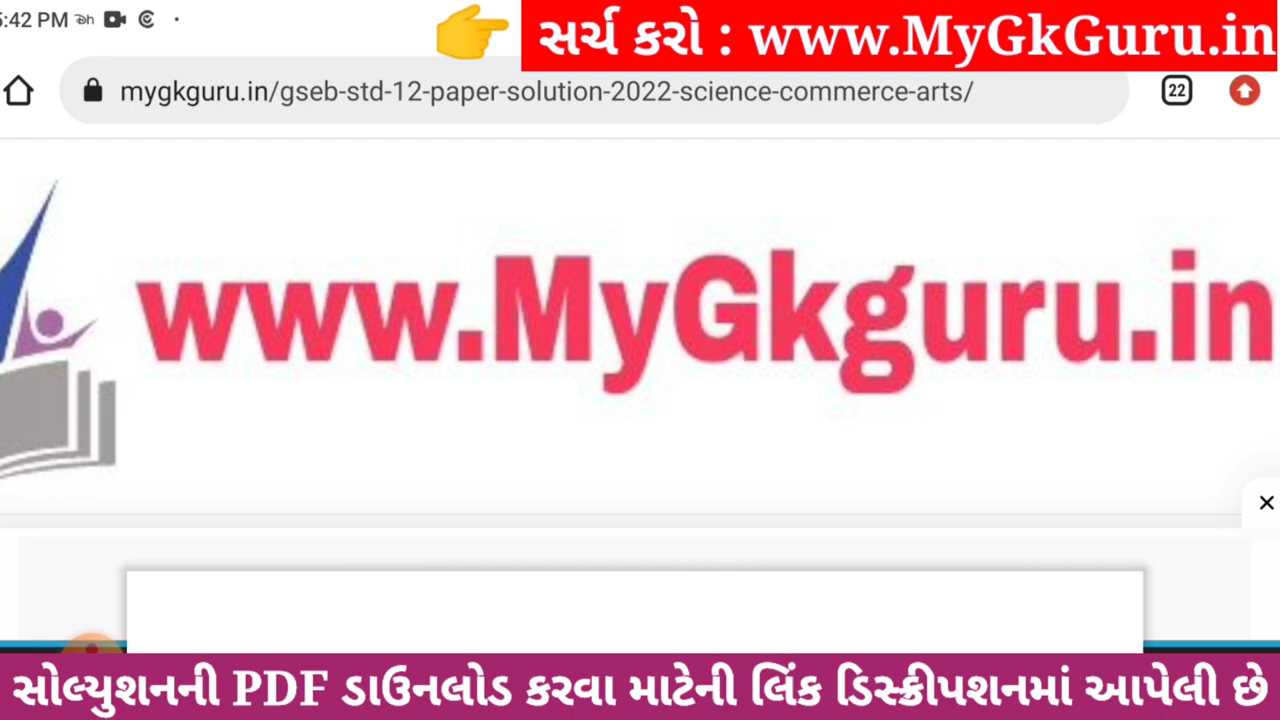 5:42 PM
સર્ચ કરો : www.MyGkGuru.in
mygkguru.in/gseb-std-12-paper-solution-2022-science-commerce-arts/
22
www.MyGkguru.in
સોલ્યુશનની PDF ડાઉનલોડ કરવા માટેની લિંક ડિસ્ક્રીપશનમાં આપેલી છે